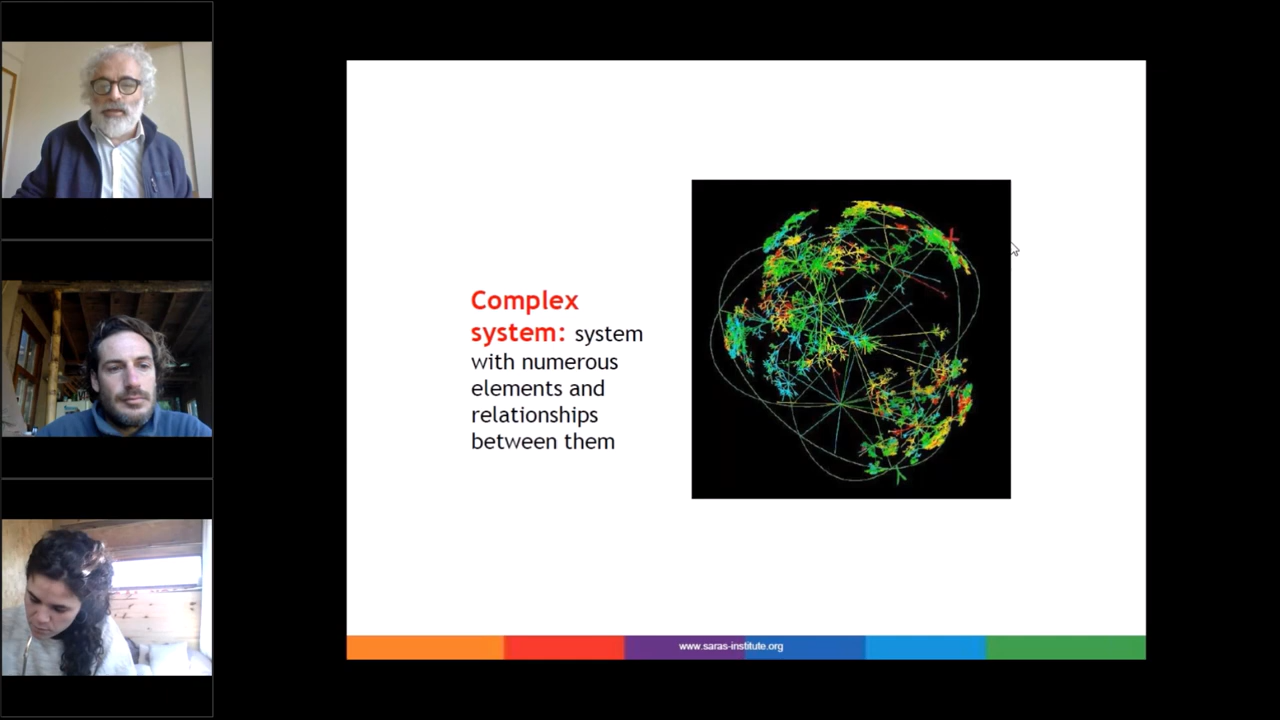 Complex
system: system
with numerous
elements and
relationships
between them
www.saras-institute.org